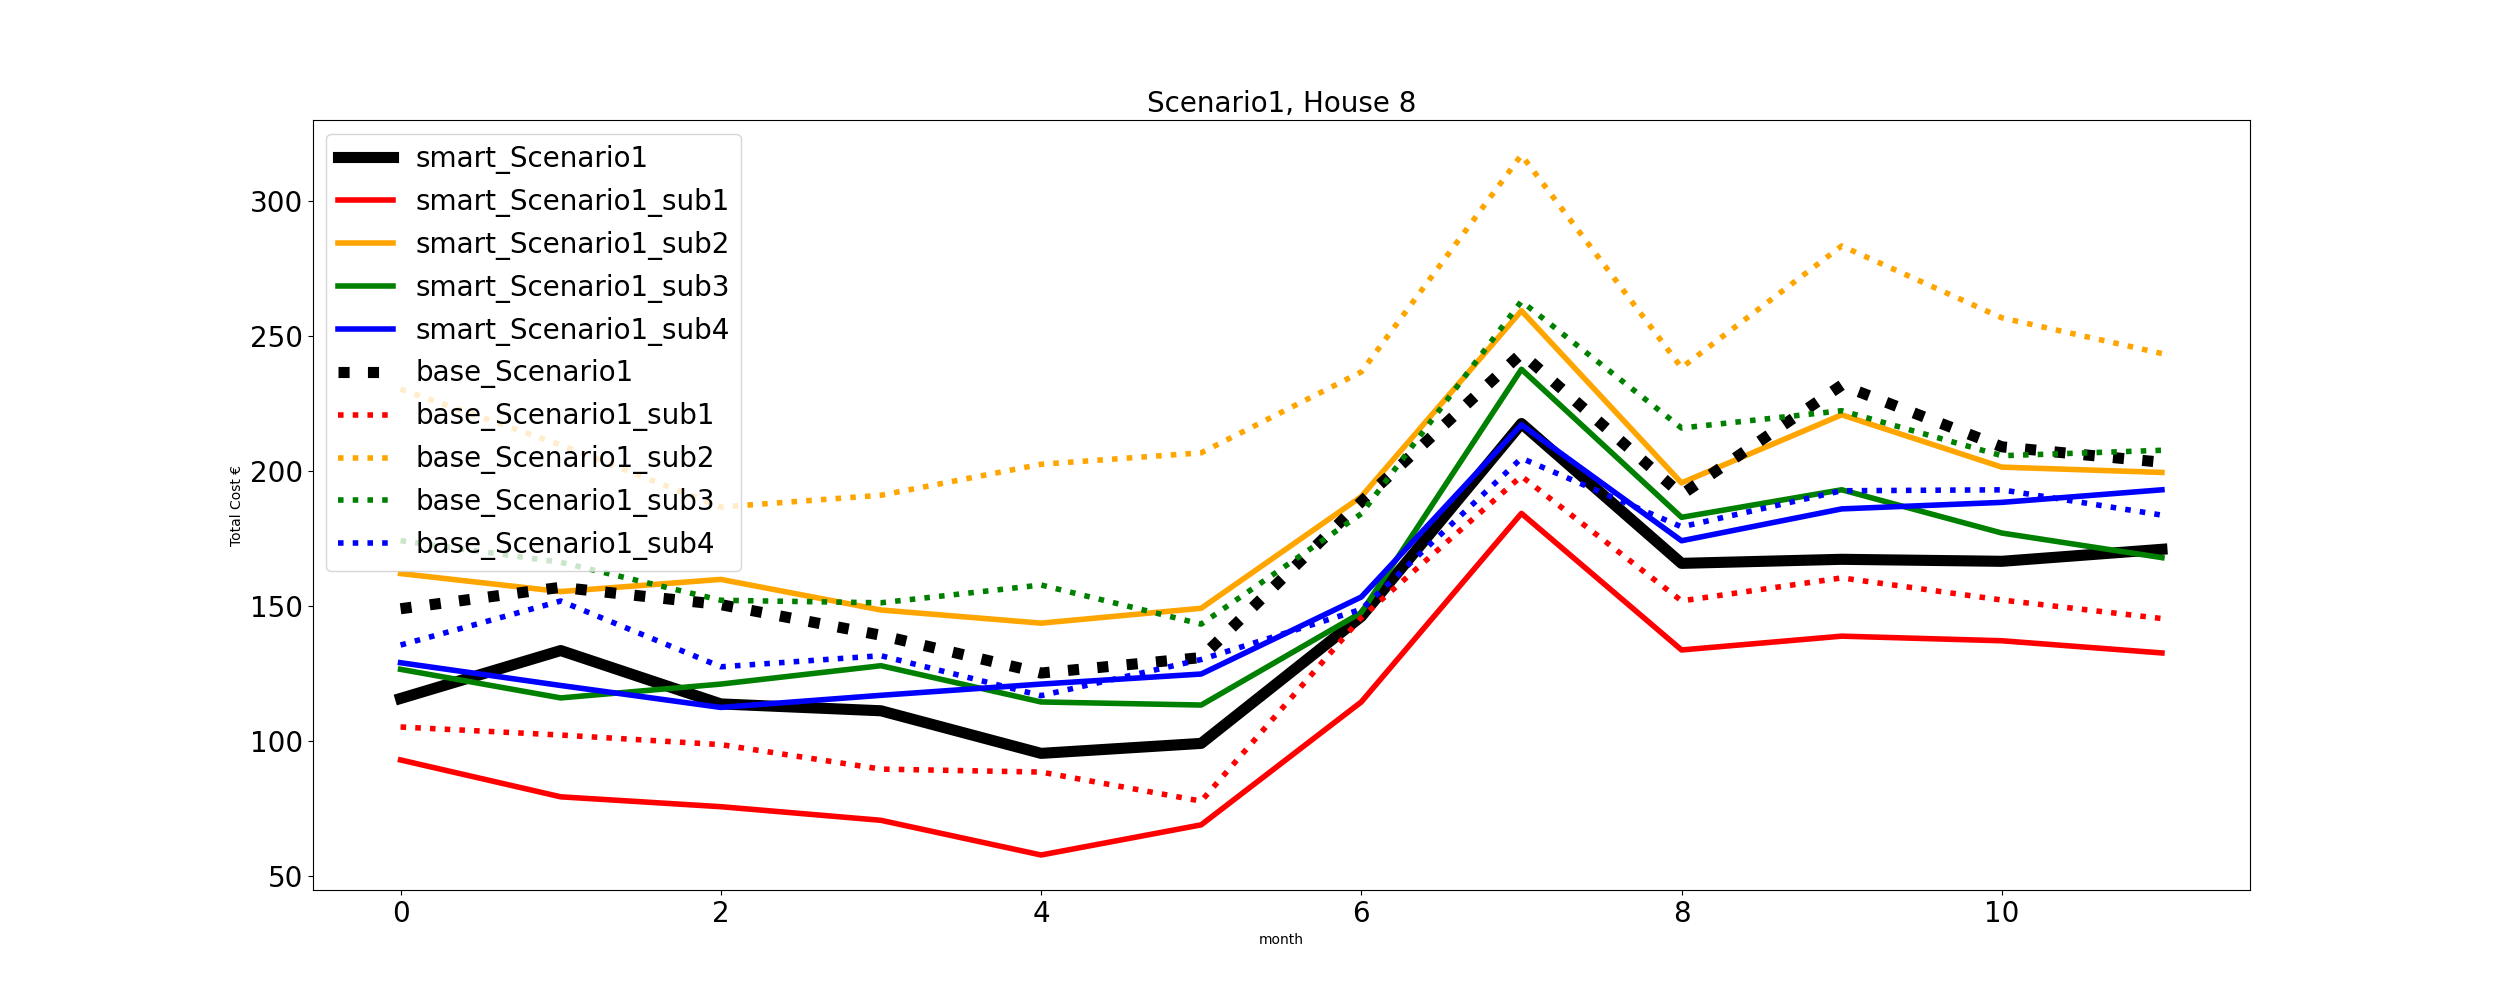 Scenario1, House 8
smart_Scenario1
smart_Scenario1_sub1
smart_Scenario1_sub2
smart_Scenario1_sub3
smart_Scenario1_sub4
base_Scenario1
base_Scenario1_sub1
base_Scenario1_sub2
base_Scenario1_sub3
base_Scenario1_sub4
Total Cost €
300
250
200
150
100
50
0 2 4 6 8 10
month